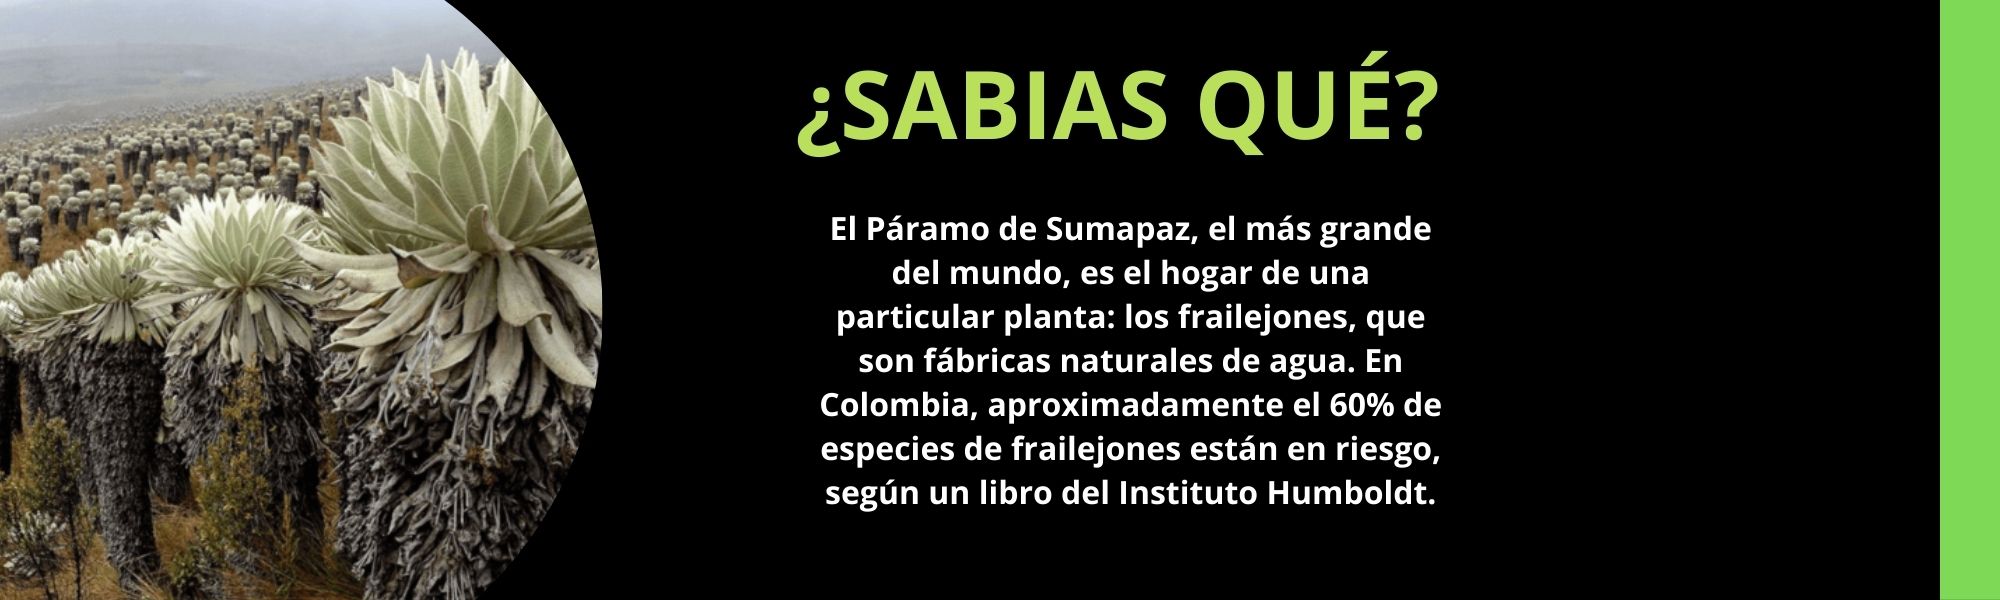 ¿SABIAS QUÉ?
El Páramo de Sumapaz, el más grande
del mundo, es el hogar de una
particular planta: los frailejones, que
son fábricas naturales de agua. En
Colombia, aproximadamente el 60% de
especies de frailejones están en riesgo,
según un libro del Instituto Humboldt.